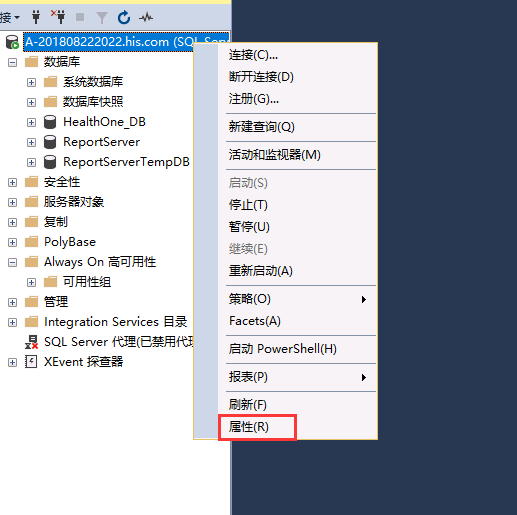 接
A-201808222022.his.com (SQL Serv
数据库
系统数据库
数据库快照
HealthOne_DB
ReportServer
ReportServerTempDB
安全性
服务器对象
复制
PolyBase
Always On 高可用性
可用性组
管理
Integration Services 目录
SQL Server 代理(已禁用代理
XEvent 探查器
连接(C)...
断开连接(D)
注册(G)...
新建查询(Q)
活动和监视器(M)
启动(S)
停止(T)
暂停(U)
继续(E)
重新启动(A)
策略(O)
Facets(A)
启动 PowerShell(H)
报表(P)
刷新(F)
属性(R)